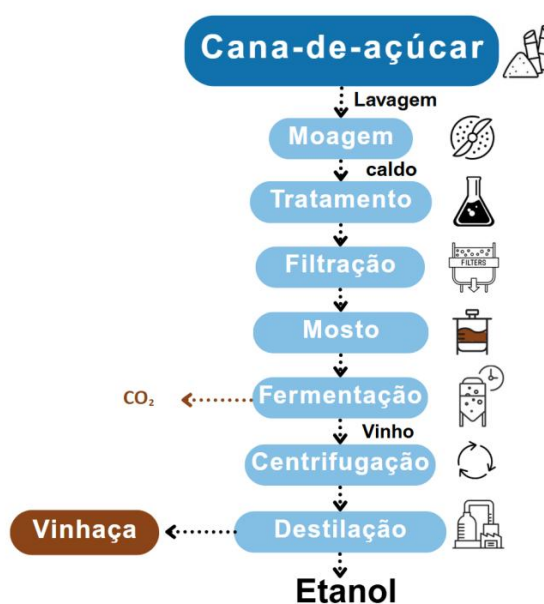 Cana-de-açúcar
Lavagem
Moagem
caldo
Tratamento
Filtração
FILTERS
Mosto
Fermentação
CO₂
Vinho
Centrifugação
Vinhaça
Destilação
Etanol